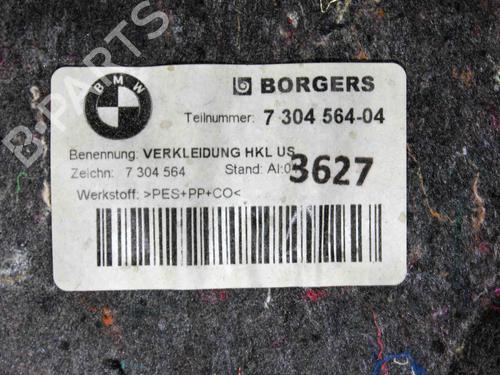 BMW
BORGERS
Teilnummer: 7 304 564-04
Benennung: VERKLEIDUNG HKL US
Zeichn: 7 304 564 Stand: AI:0
3627
Werkstoff: >PES+PP+CO<
B-PARTS